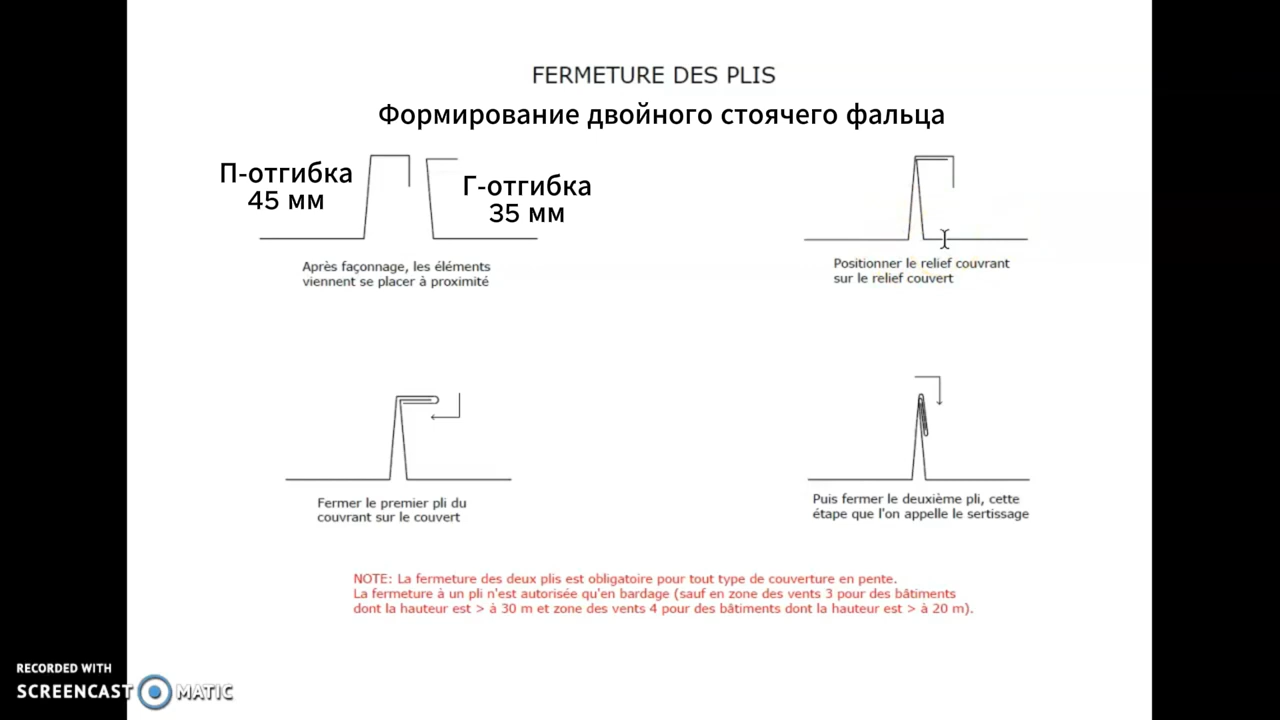 FERMETURE DES PLIS
Формирование двойного стоячего фальца
П-отгибка
45 мм
Г-отгибка
35 мм
Après façonnage, les éléments
viennent se placer à proximité
Positionner le relief couvrant
sur le relief couvert
Fermer le premier pli du
couvrant sur le couvert
Puis fermer le deuxième pli, cette
étape que l'on appelle le sertissage
NOTE: La fermeture des deux plis est obligatoire pour tout type de couverture en pente.
La fermeture à un pli n'est autorisée qu'en bardage (sauf en zone des vents 3 pour des bâtiments
dont la hauteur est > à 30 m et zone des vents 4 pour des bâtiments dont la hauteur est > à 20 m).
RECORDED WITH
SCREENCAST MATIC